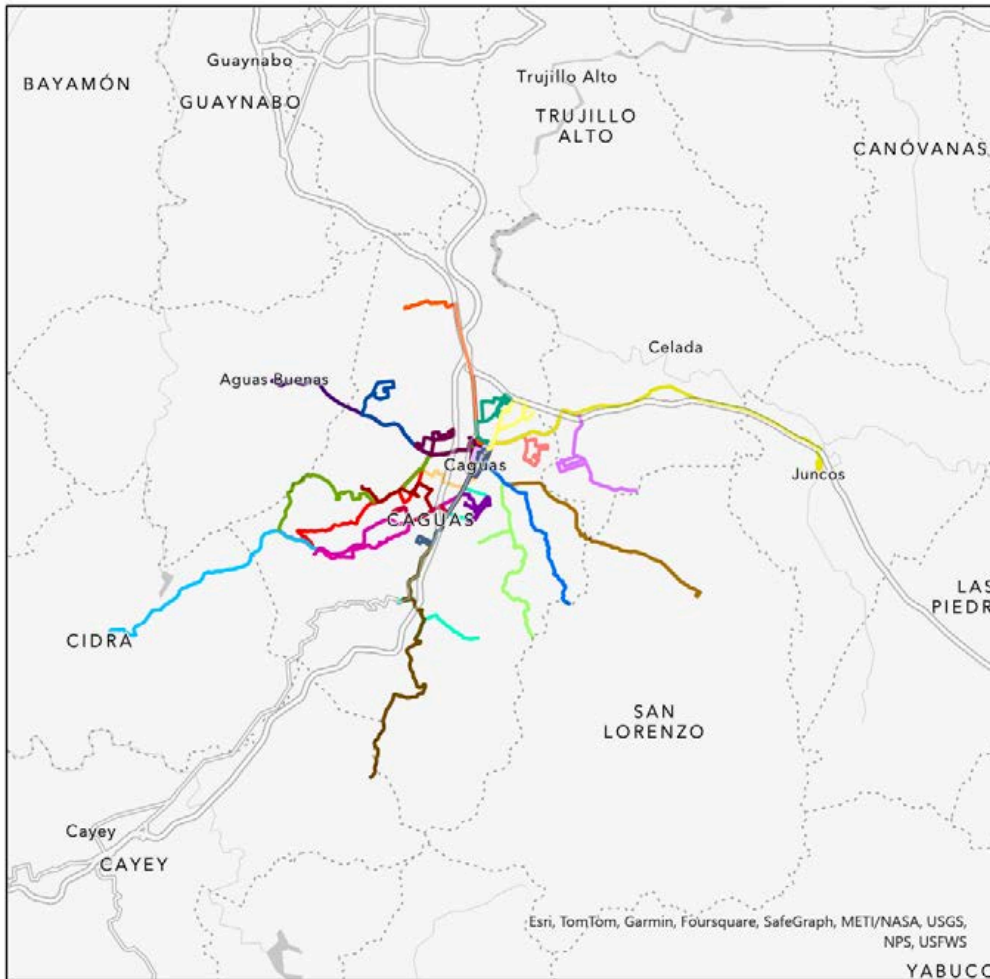 Guaynabo
BAYAMÓN
GUAYNABO
Trujillo Alto
TRUJILLO
ALTO
CANÓVANAS
Celada
Aguas Buenas
Caguas
Juncos
CAGUAS
LAS
CIDRA
SAN
LORENZO
Cayey
CAYEY
Esri, TomTom, Garmin, Foursquare, SafeGraph, METI/NASA, USGS,
NPS, USFWS